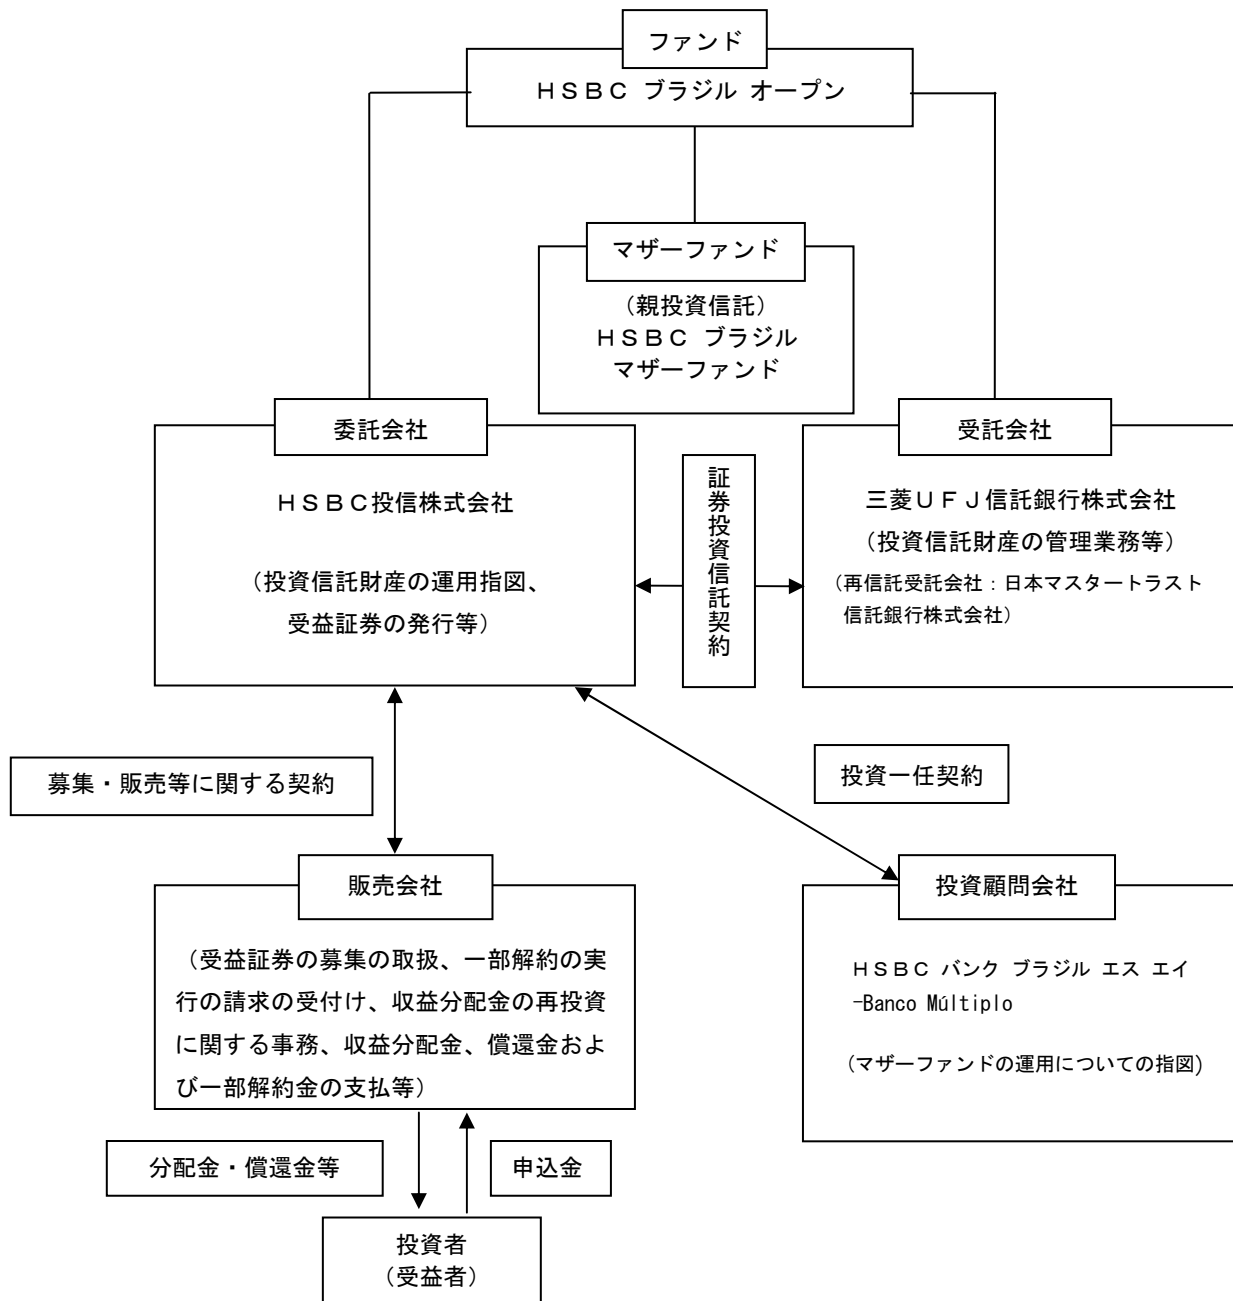 ファンド
ＨＳＢＣ ブラジル オープン
マザーファンド
（親投資信託）
ＨＳＢＣ ブラジル
マザーファンド
委託会社
ＨＳＢＣ投信株式会社
（投資信託財産の運用指図、
受益証券の発行等）
証券投資信託契約
受託会社
三菱ＵＦＪ信託銀行株式会社
（投資信託財産の管理業務等）
（再信託受託会社：日本マスタートラスト
信託銀行株式会社）
募集・販売等に関する契約
投資一任契約
販売会社
（受益証券の募集の取扱、一部解約の実
行の請求の受付け、収益分配金の再投資
に関する事務、収益分配金、償還金およ
び一部解約金の支払等）
投資顧問会社
ＨＳＢＣ バンク ブラジル エス エイ
-Banco Múltiplo
（マザーファンドの運用についての指図)
分配金・償還金等
申込金
投資者
（受益者）